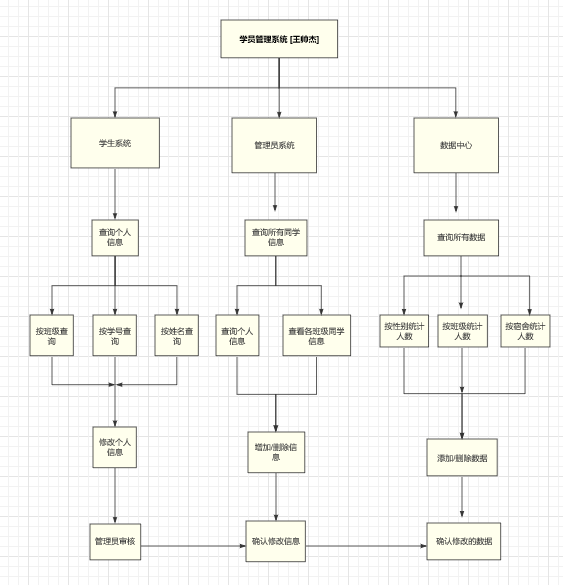 学员管理系统 [王帅杰]
学生系统
管理员系统
数据中心
查询个人
信息
查询所有同学
信息
查询所有数据
按班级查
询
按学号查
询
按姓名查
询
查询个人
信息
查看各班级同学
信息
按性别统计
人数
按班级统计
人数
按宿舍统计
人数
修改个人
信息
增加/删除信
息
添加/删除数据
管理员审核
确认修改信息
确认修改的数据